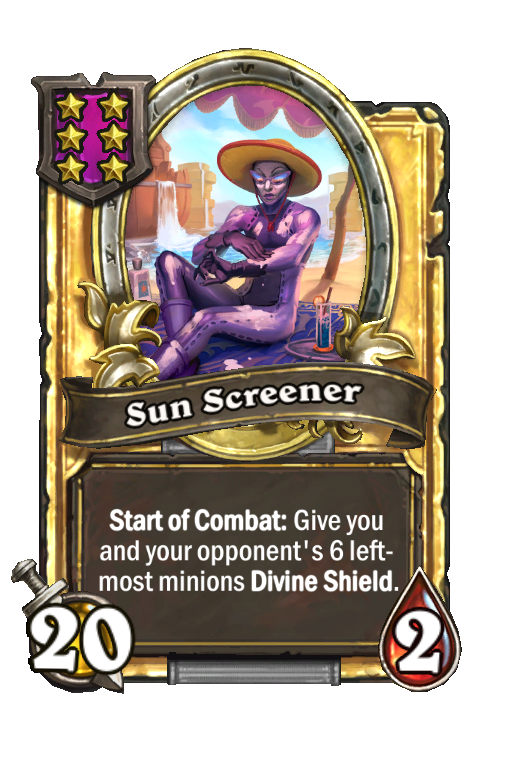 Sun Screener
Start of Combat: Give you
and your opponent's 6 left-
most minions Divine Shield.
20
2